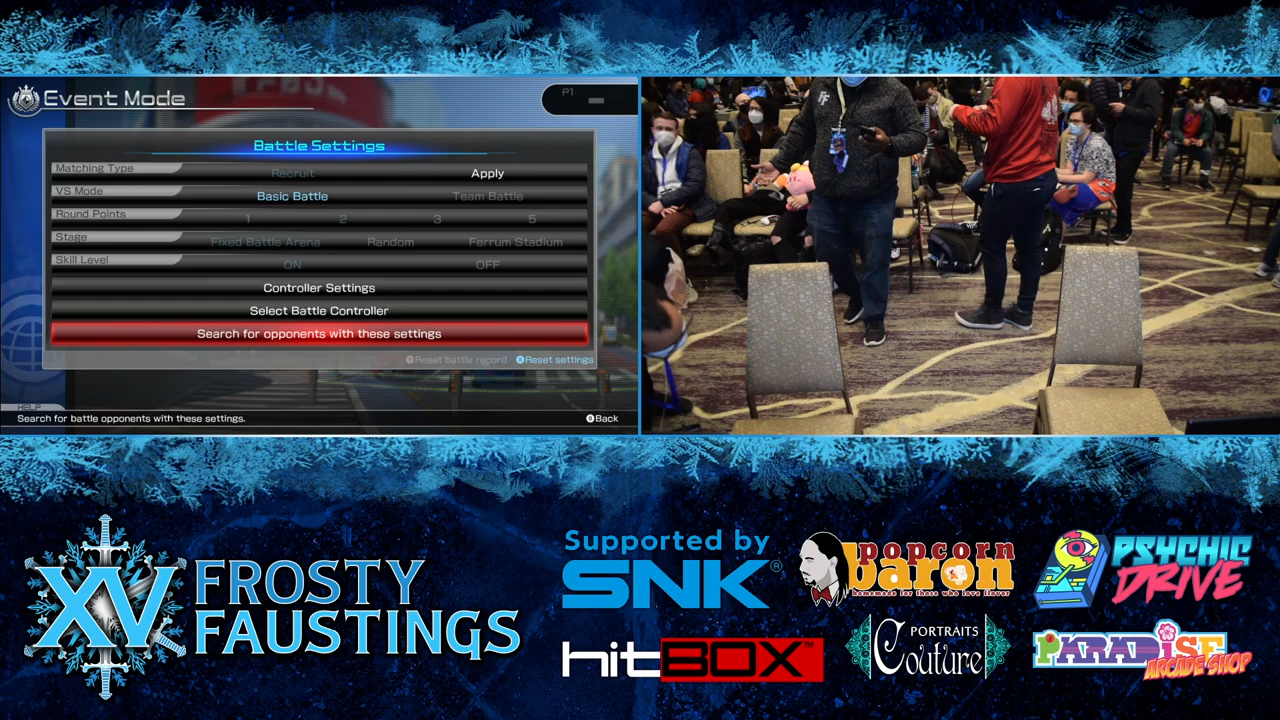 Event Mode
P1
Battle Settings
Matching Type
Recruit
Apply
VS Mode
Basic Battle
Team Battle
Round Points
1
2
3
5
Stage
Fixed Battle Arena
Random
Ferrum Stadium
Skill Level
ON
OFF
Controller Settings
Select Battle Controller
Search for opponents with these settings
Reset battle record
Reset settings
HELP
Search for battle opponents with these settings.
Back
FF
XV
FROSTY
FAUSTINGS
Supported by
SNK®
popcorn
baron
homemade for those who love flavor
PSYCHIC
DRIVE
hitBOX™
PORTRAITS
Couture
PARADISE
ARCADE SHOP